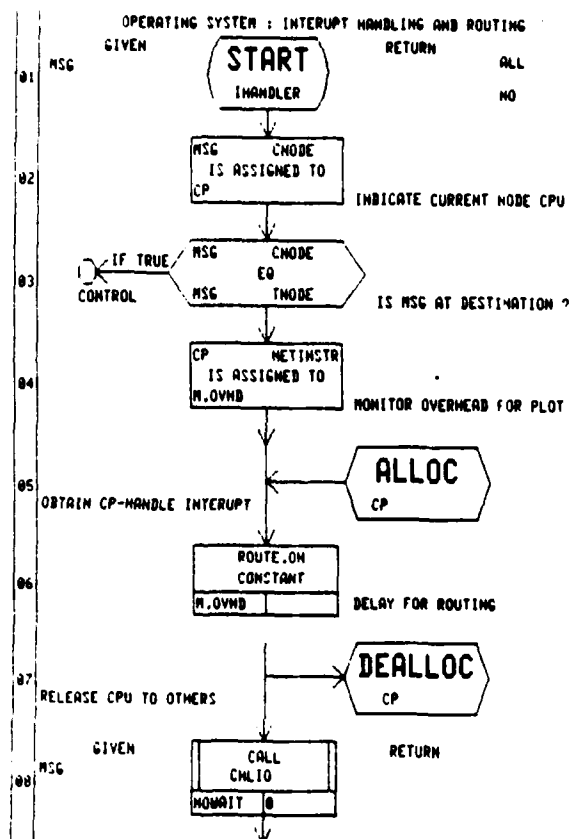 OPERATING SYSTEM : INTERUPT HANDLING AND ROUTING
GIVEN RETURN
01 MSG START ALL
IHANDLER NO
MSG CNODE
IS ASSIGNED TO
02 CP
INDICATE CURRENT NODE CPU
IF TRUE MSG CNODE
03 EQ
CONTROL MSG TNODE
IS MSG AT DESTINATION ?
CP NETINSTR
IS ASSIGNED TO
04 M.OVHD
MONITOR OVERHEAD FOR PLOT
ALLOC
05
OBTAIN CP-HANDLE INTERUPT CP
ROUTE.OH
CONSTANT
06 M.OVHD DELAY FOR ROUTING
DEALLOC
07 CP
RELEASE CPU TO OTHERS
GIVEN RETURN
08 MSG CALL
CHLIO
NOWAIT 0